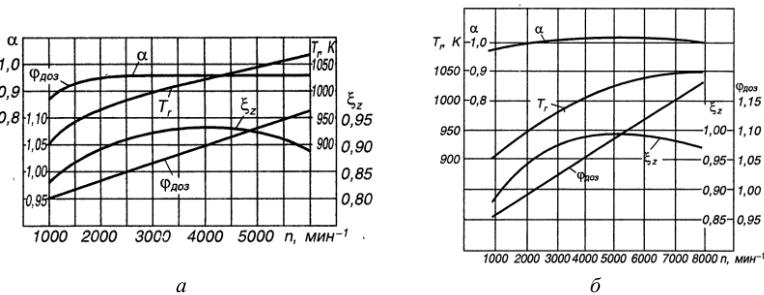 α
φдоз
α
1,0
0,9
0,8
1,10
1,05
1,00
0,95
Tr
ξz
φдоз
Tr, К
1050
1000
950
900
ξz
0,95
0,90
0,85
0,80
1000 2000 3000 4000 5000 n, мин⁻¹
а
α
Tr, К
1,0
0,9
0,8
1050
1000
950
900
α
Tr
ξz
φдоз
ξz
1,00
0,95
0,90
0,85
φдоз
1,15
1,10
1,05
1,00
0,95
1000 2000 3000 4000 5000 6000 7000 8000 n, мин⁻¹
б